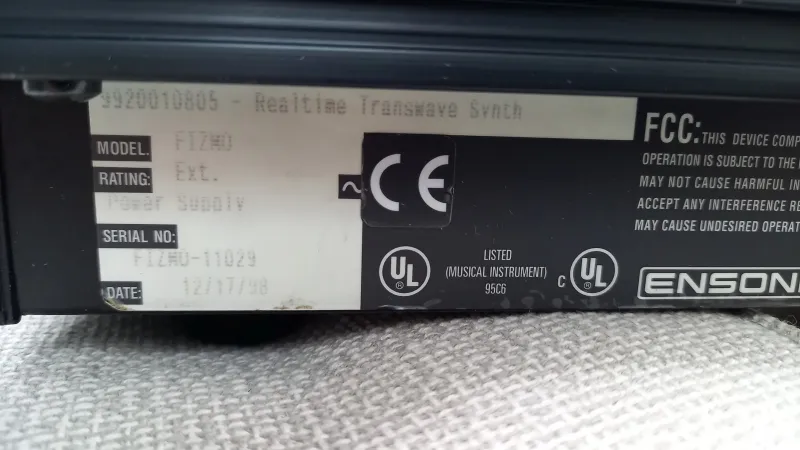 9920010805 - Realtime Transwave Synth
MODEL: FIZMO
RATING: Ext.
Power Supply
SERIAL NO:
FIZMO-11029
DATE: 12/17/98
~ CE
UL ®
LISTED
(MUSICAL INSTRUMENT)
95C6
C UL ®
FCC: THIS DEVICE COMP
OPERATION IS SUBJECT TO THE
MAY NOT CAUSE HARMFUL IN
ACCEPT ANY INTERFERENCE RE
MAY CAUSE UNDESIRED OPERAT
ENSONI